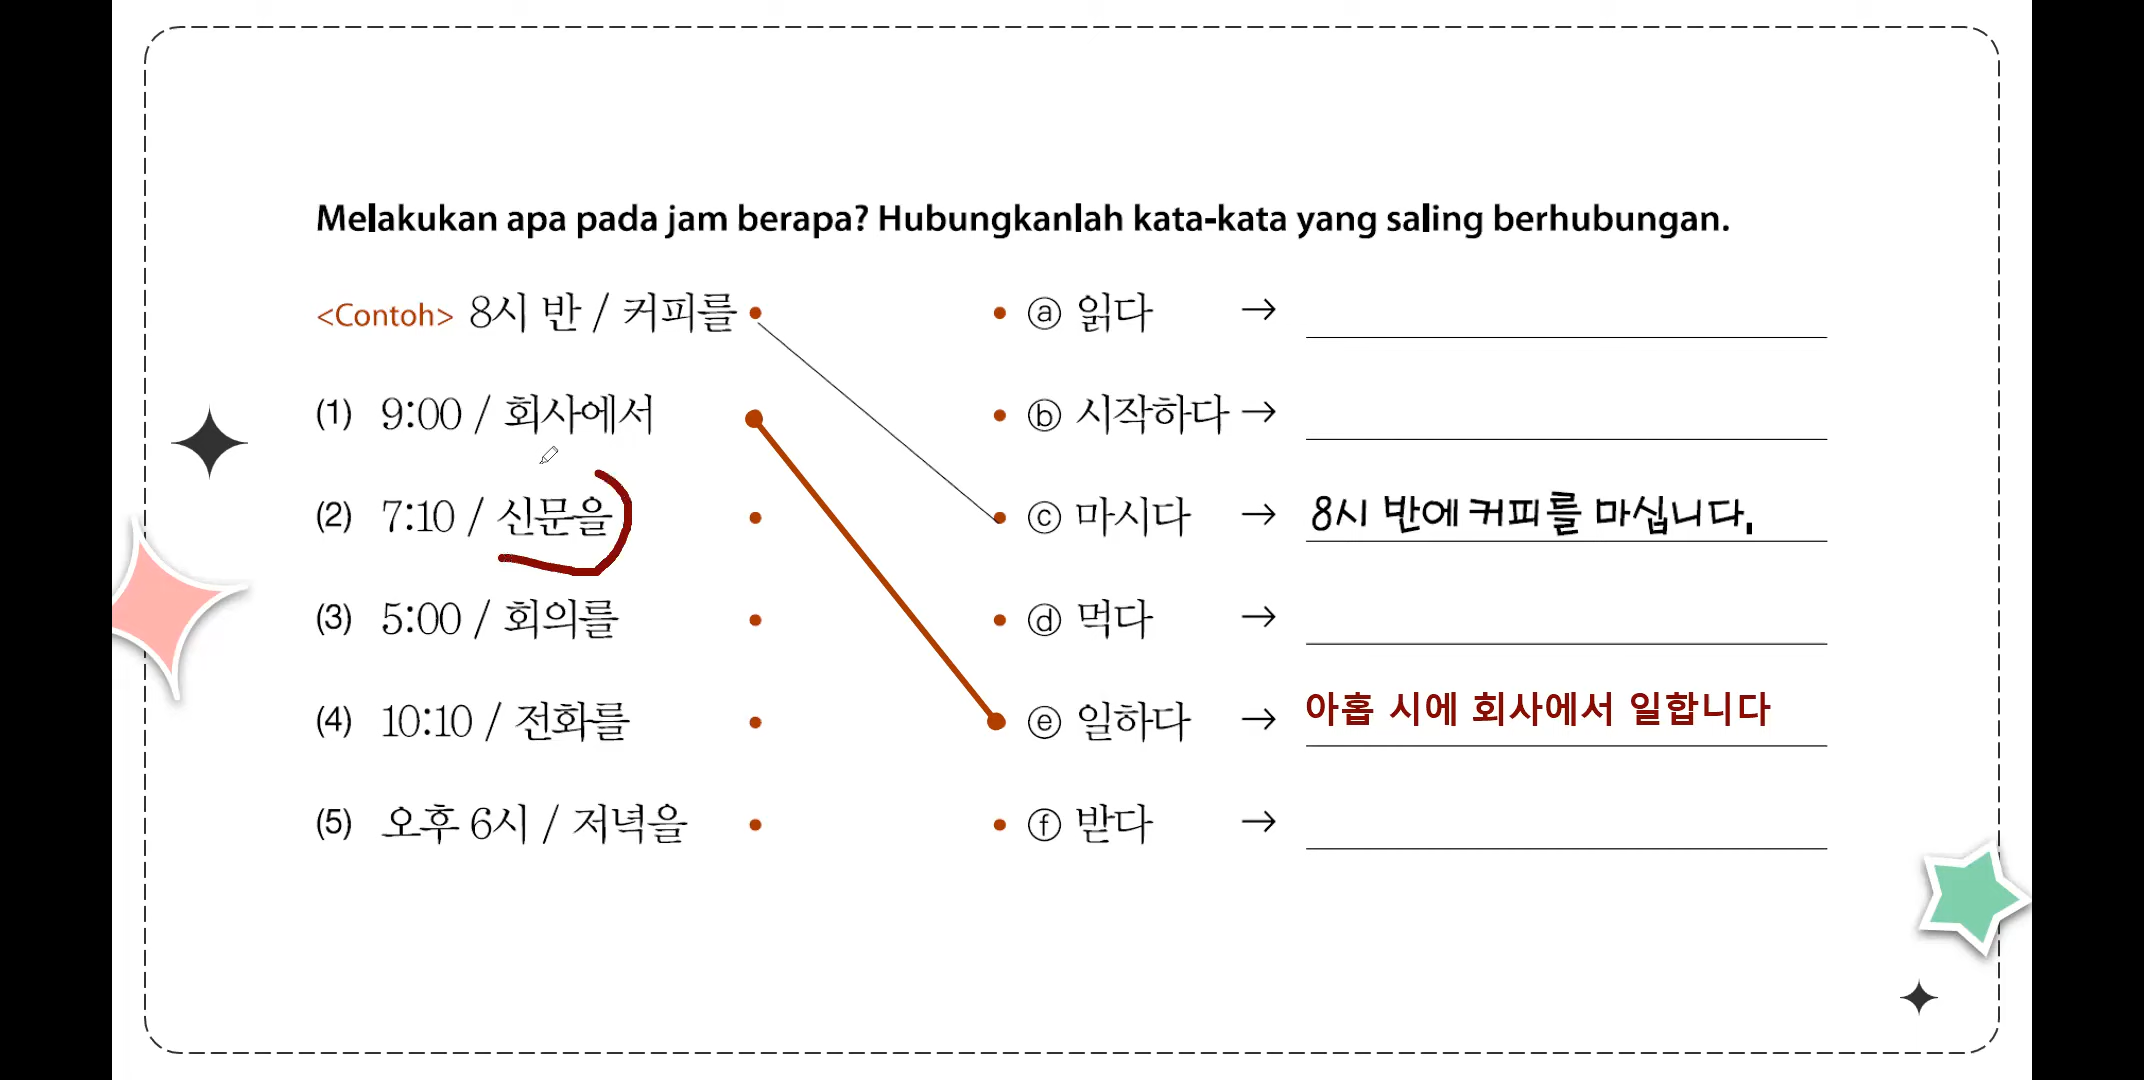 Melakukan apa pada jam berapa? Hubungkanlah kata-kata yang saling berhubungan.
<Contoh> 8시 반 / 커피를 • • ⓐ 읽다 →
(1) 9:00 / 회사에서 • • ⓑ 시작하다 →
(2) 7:10 / 신문을 • • ⓒ 마시다 → 8시 반에 커피를 마십니다.
(3) 5:00 / 회의를 • • ⓓ 먹다 →
(4) 10:10 / 전화를 • • ⓔ 일하다 → 아홉 시에 회사에서 일합니다
(5) 오후 6시 / 저녁을 • • ⓕ 받다 →